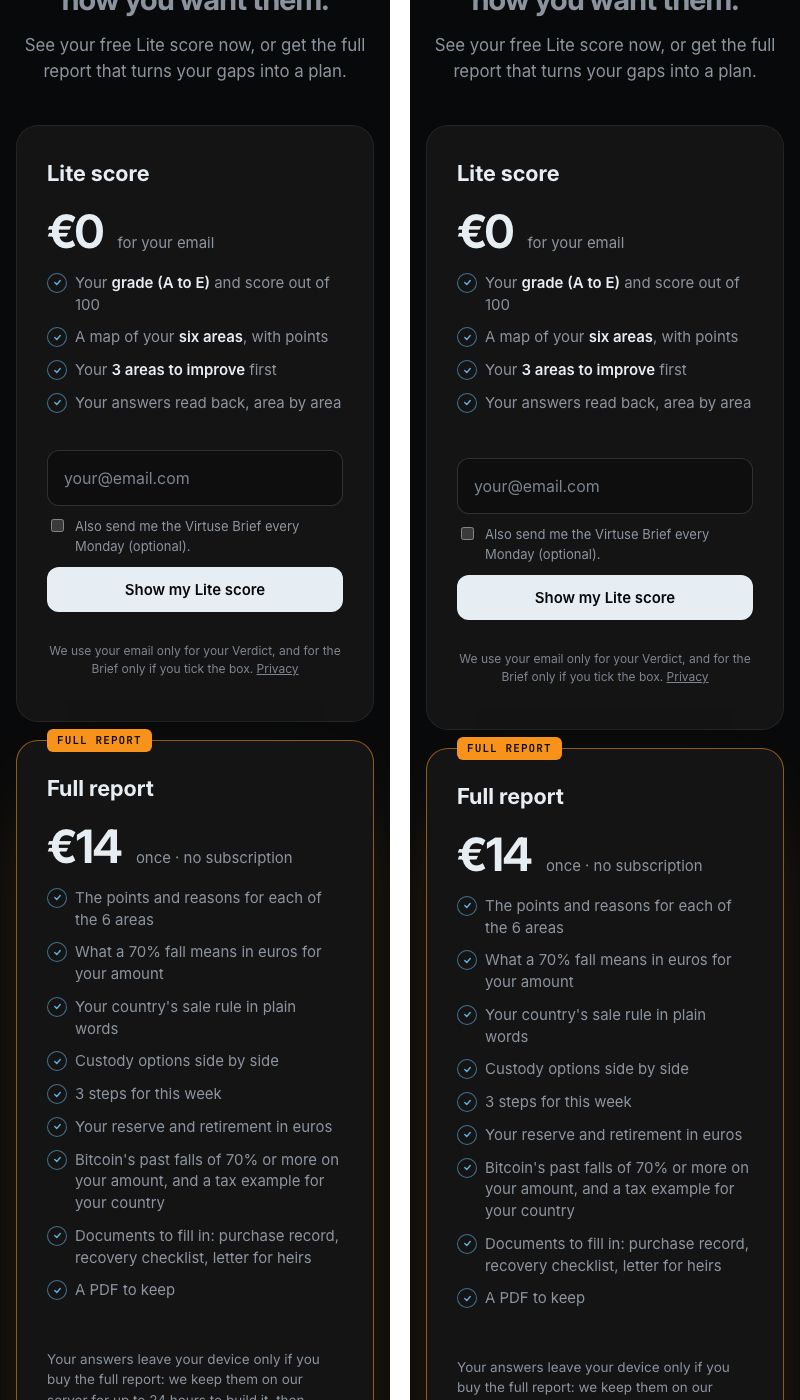 how you want them.
See your free Lite score now, or get the full
report that turns your gaps into a plan.
Lite score
€0 for your email
Your grade (A to E) and score out of
100
A map of your six areas, with points
Your 3 areas to improve first
Your answers read back, area by area
your@email.com
Also send me the Virtuse Brief every
Monday (optional).
Show my Lite score
We use your email only for your Verdict, and for the
Brief only if you tick the box. Privacy
FULL REPORT
Full report
€14 once · no subscription
The points and reasons for each of
the 6 areas
What a 70% fall means in euros for
your amount
Your country's sale rule in plain
words
Custody options side by side
3 steps for this week
Your reserve and retirement in euros
Bitcoin's past falls of 70% or more on
your amount, and a tax example for
your country
Documents to fill in: purchase record,
recovery checklist, letter for heirs
A PDF to keep
Your answers leave your device only if you
buy the full report: we keep them on our
server for up to 24 hours to build it, then
how you want them.
See your free Lite score now, or get the full
report that turns your gaps into a plan.
Lite score
€0 for your email
Your grade (A to E) and score out of
100
A map of your six areas, with points
Your 3 areas to improve first
Your answers read back, area by area
your@email.com
Also send me the Virtuse Brief every
Monday (optional).
Show my Lite score
We use your email only for your Verdict, and for the
Brief only if you tick the box. Privacy
FULL REPORT
Full report
€14 once · no subscription
The points and reasons for each of
the 6 areas
What a 70% fall means in euros for
your amount
Your country's sale rule in plain
words
Custody options side by side
3 steps for this week
Your reserve and retirement in euros
Bitcoin's past falls of 70% or more on
your amount, and a tax example for
your country
Documents to fill in: purchase record,
recovery checklist, letter for heirs
A PDF to keep
Your answers leave your device only if you
buy the full report: we keep them on our